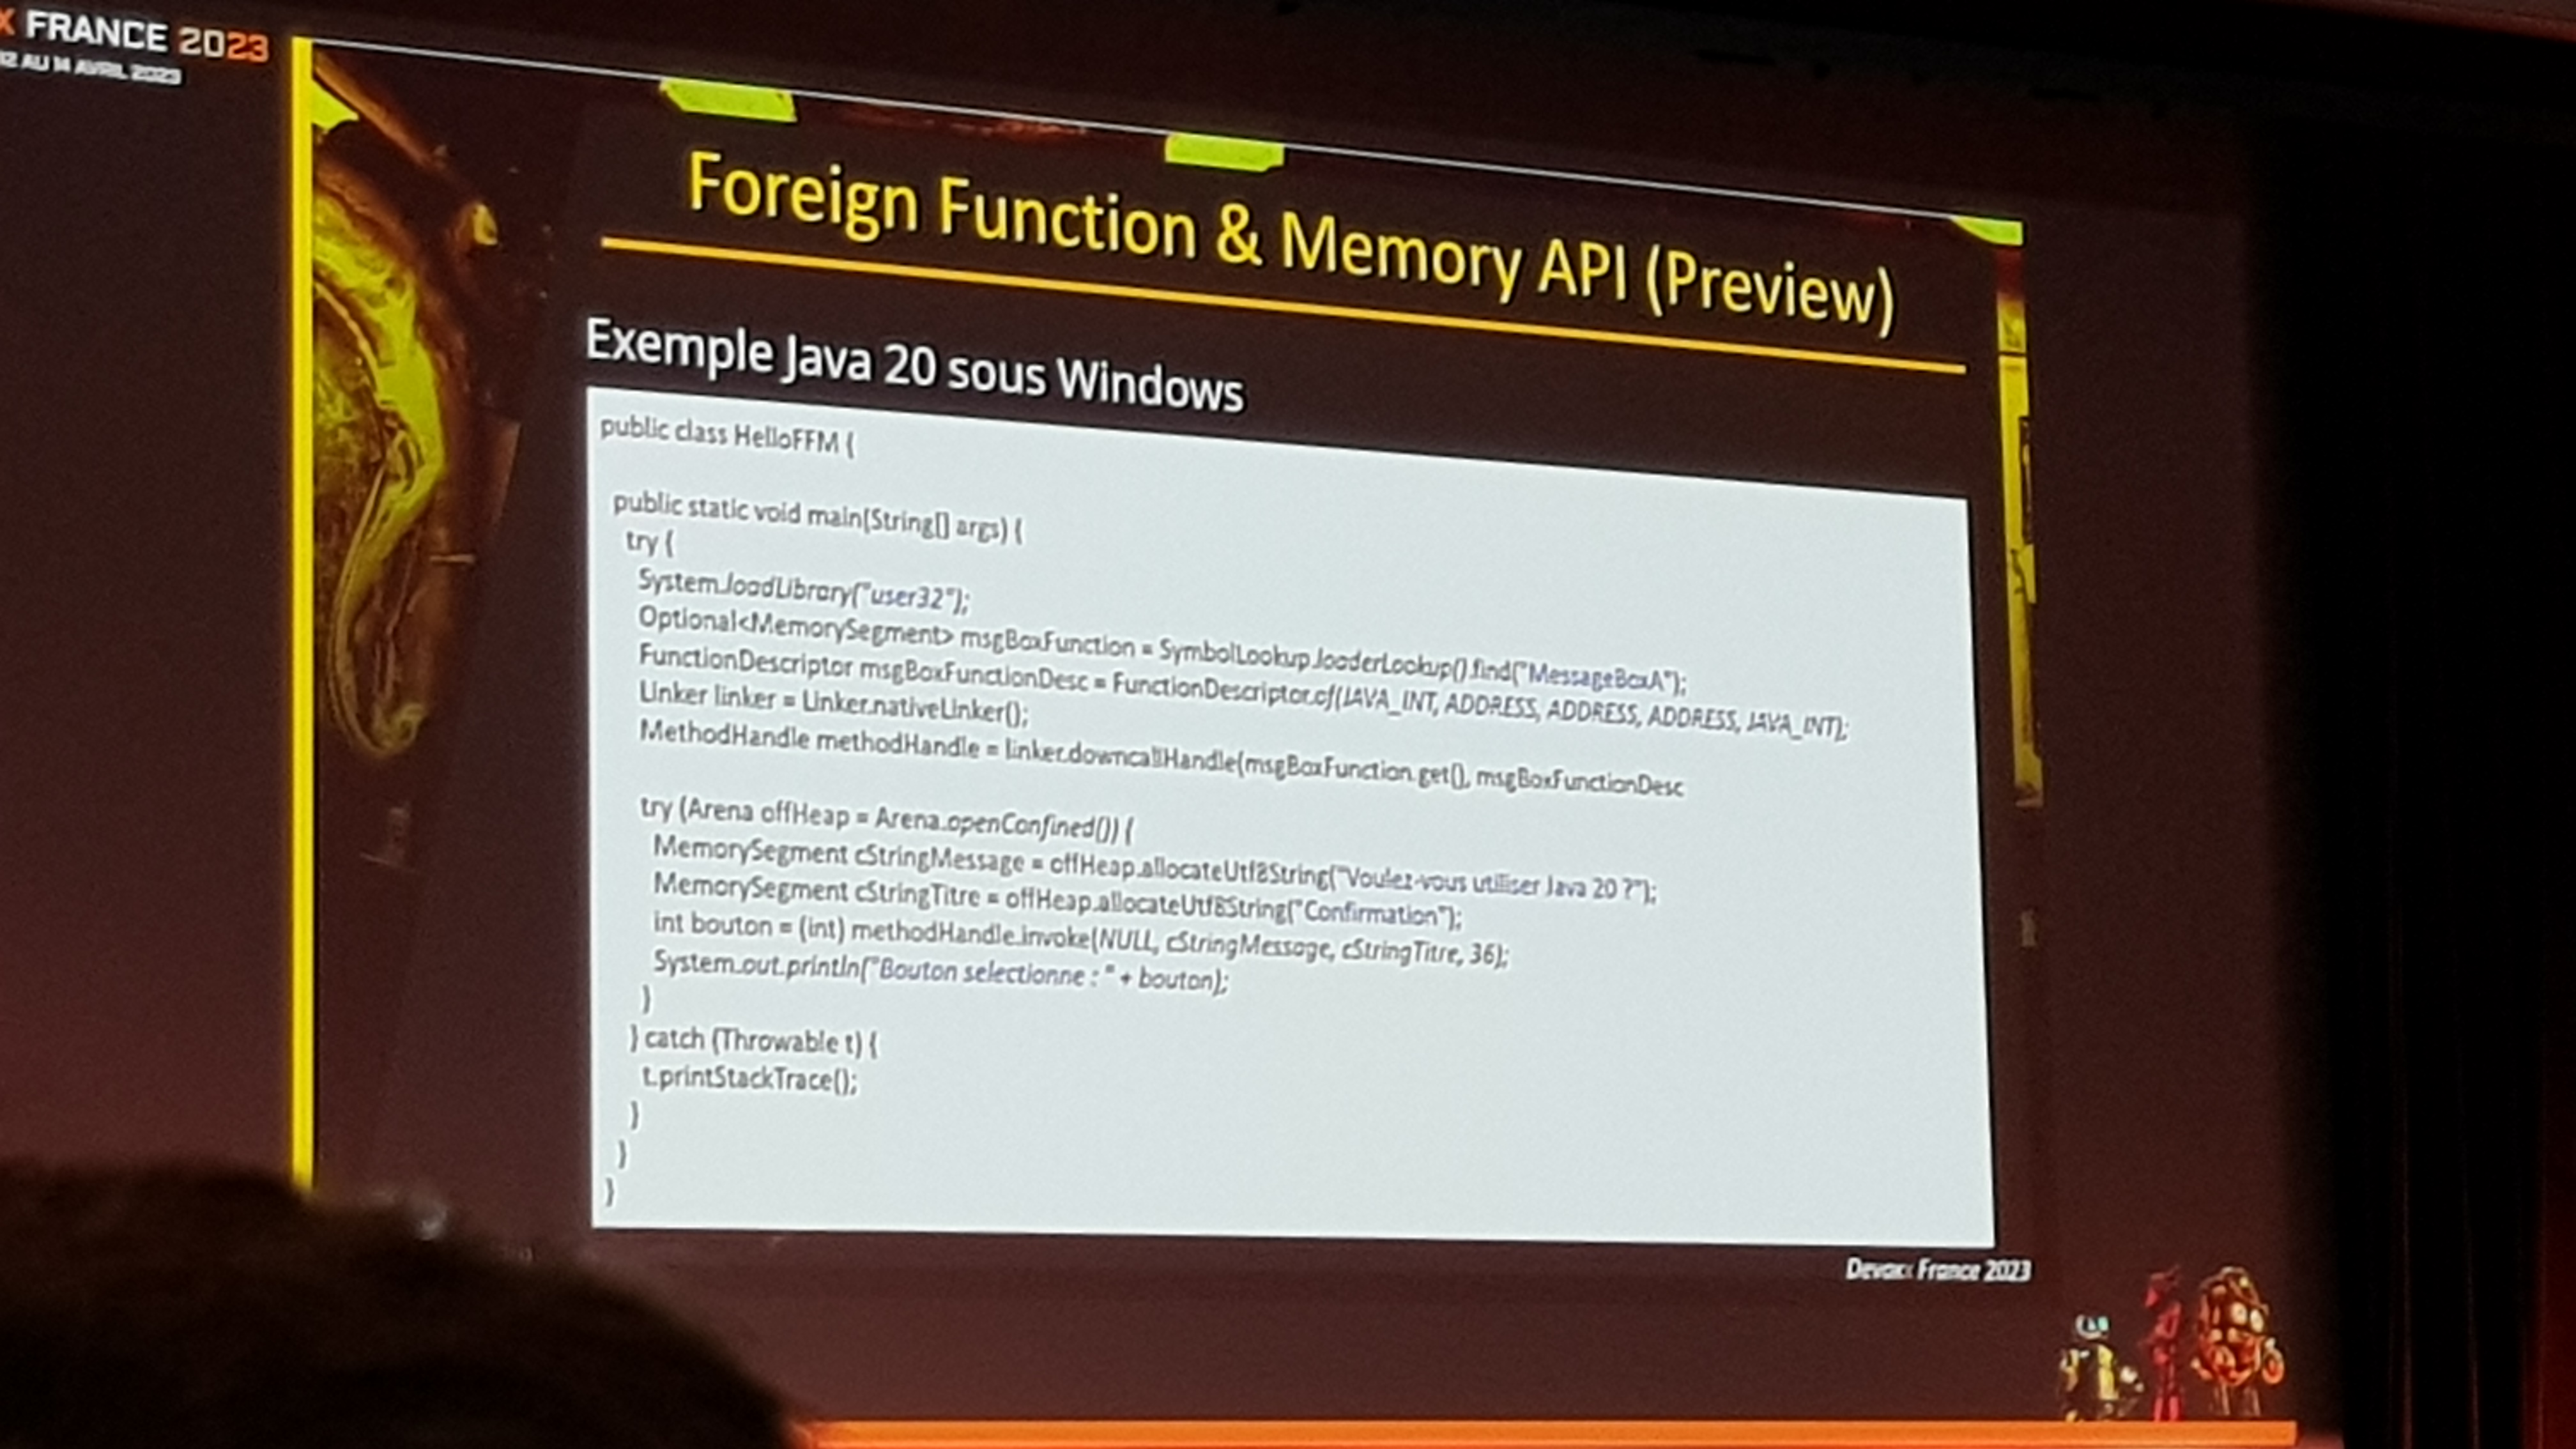 X FRANCE 2023
12 AU 14 AVRIL 2023
Foreign Function & Memory API (Preview)
Exemple Java 20 sous Windows
public class HelloFFM {
public static void main(String[] args) {
try {
System.loadLibrary("user32");
Optional<MemorySegment> msgBoxFunction = SymbolLookup.loaderLookup().find("MessageBoxA");
FunctionDescriptor msgBoxFunctionDesc = FunctionDescriptor.of(JAVA_INT, ADDRESS, ADDRESS, ADDRESS, JAVA_INT);
Linker linker = Linker.nativeLinker();
MethodHandle methodHandle = linker.downcallHandle(msgBoxFunction.get(), msgBoxFunctionDesc
try (Arena offHeap = Arena.openConfined()) {
MemorySegment cStringMessage = offHeap.allocateUtf8String("Voulez-vous utiliser Java 20 ?");
MemorySegment cStringTitre = offHeap.allocateUtf8String("Confirmation");
int bouton = (int) methodHandle.invoke(NULL, cStringMessage, cStringTitre, 36);
System.out.println("Bouton selectionne : " + bouton);
}
} catch (Throwable t) {
t.printStackTrace();
}
}
}
Devoxx France 2023